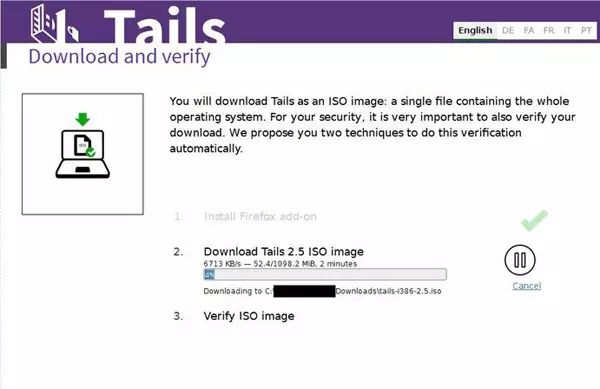 Tails
English DE FA FR IT PT
Download and verify
You will download Tails as an ISO image: a single file containing the whole
operating system. For your security, it is very important to also verify your
download. We propose you two techniques to do this verification
automatically.
ISO
1. Install Firefox add-on
2. Download Tails 2.5 ISO image
6713 KB/s — 52.4/1098.2 MiB, 2 minutes
4%
Downloading to C:\ Downloads\tails-i386-2.5.iso
Cancel
3. Verify ISO image